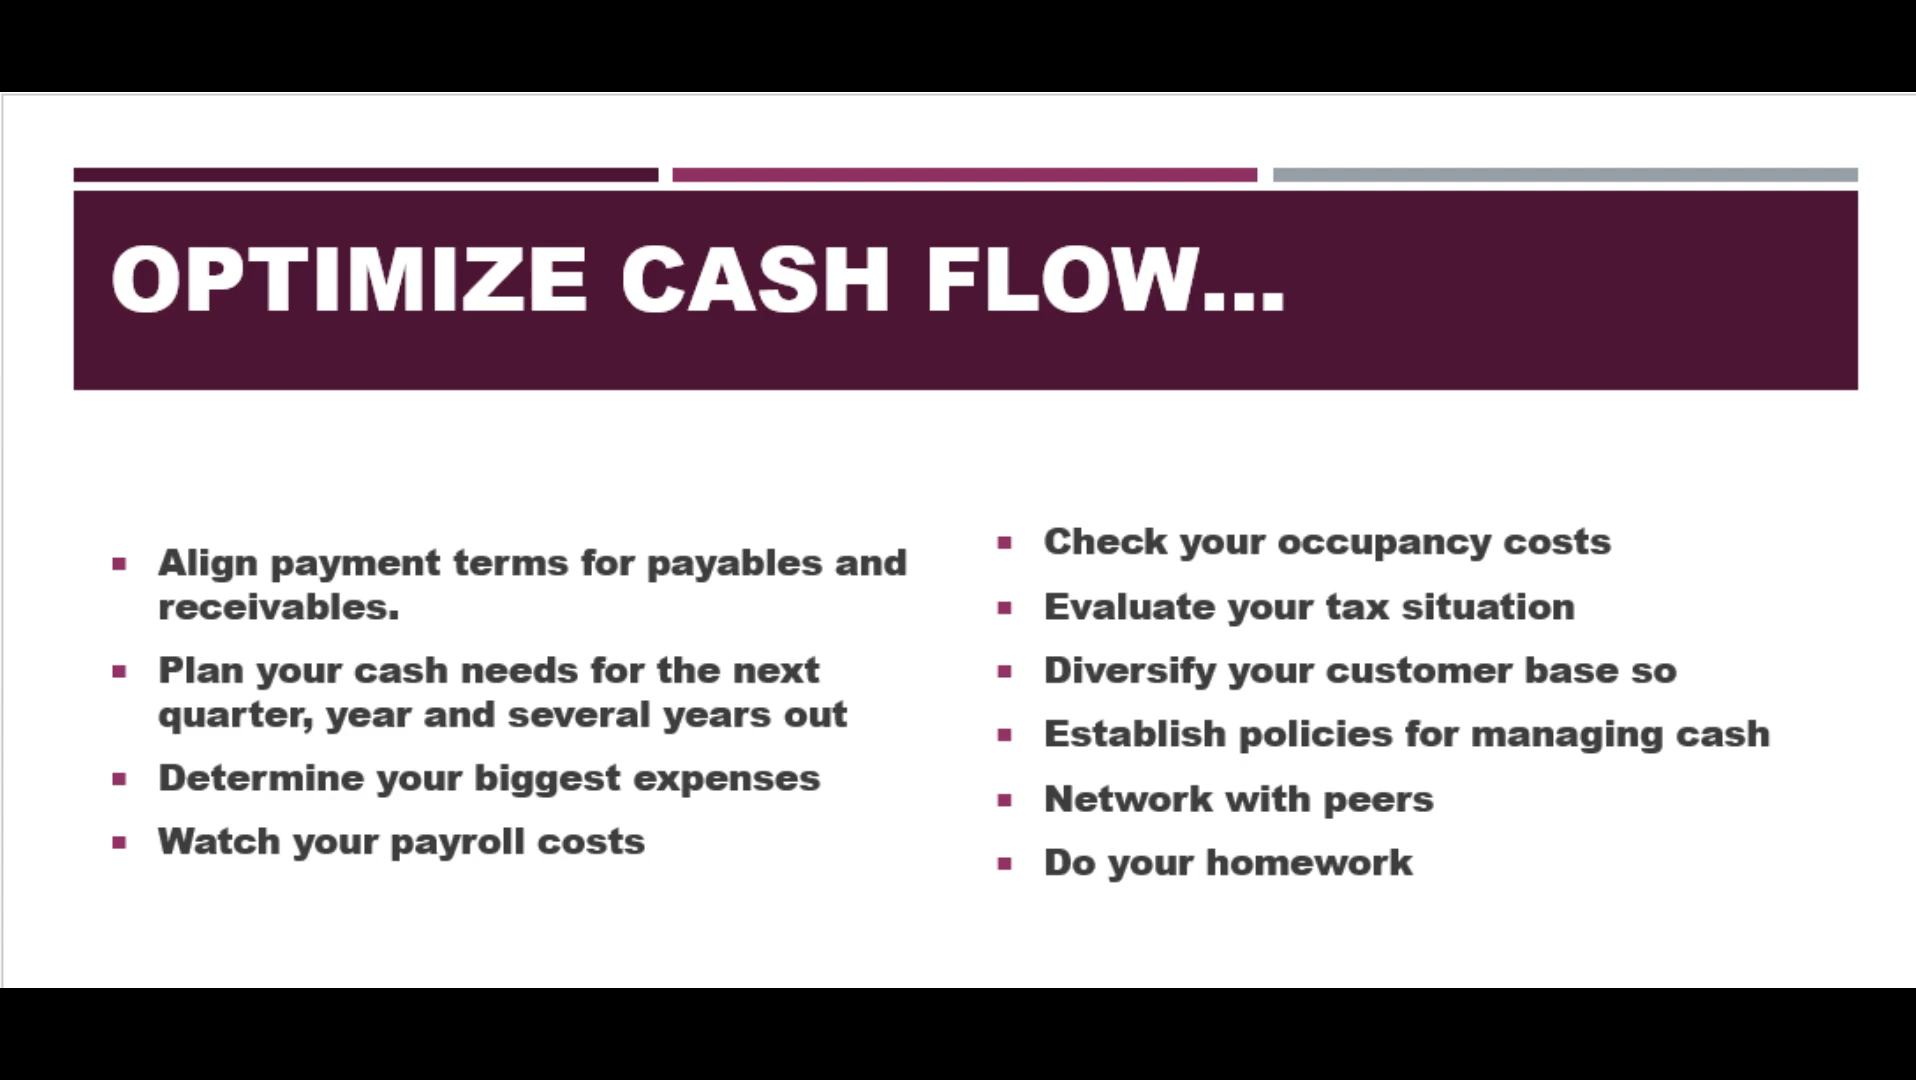 OPTIMIZE CASH FLOW...
Align payment terms for payables and
receivables.
Plan your cash needs for the next
quarter, year and several years out
Determine your biggest expenses
Watch your payroll costs
Check your occupancy costs
Evaluate your tax situation
Diversify your customer base so
Establish policies for managing cash
Network with peers
Do your homework